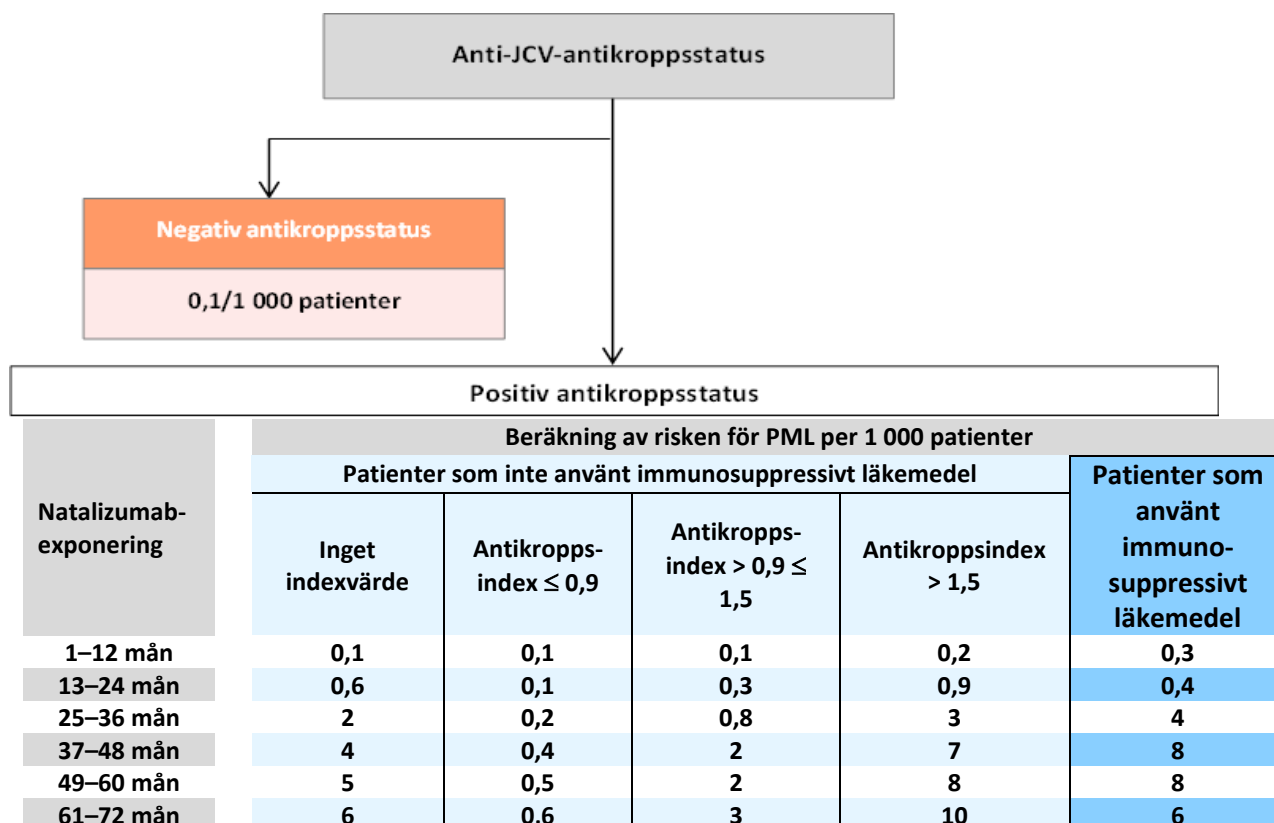 Anti-JCV-antikroppsstatus
Negativ antikroppsstatus
0,1/1 000 patienter
Positiv antikroppsstatus
Natalizumab-
exponering
Beräkning av risken för PML per 1 000 patienter
Patienter som inte använt immunosuppressivt läkemedel
Patienter som
använt
immuno-
suppressivt
läkemedel
Inget
indexvärde
Antikropps-
index ≤ 0,9
Antikropps-
index > 0,9 ≤
1,5
Antikroppsindex
> 1,5
1–12 mån 0,1 0,1 0,1 0,2 0,3
13–24 mån 0,6 0,1 0,3 0,9 0,4
25–36 mån 2 0,2 0,8 3 4
37–48 mån 4 0,4 2 7 8
49–60 mån 5 0,5 2 8 8
61–72 mån 6 0,6 3 10 6